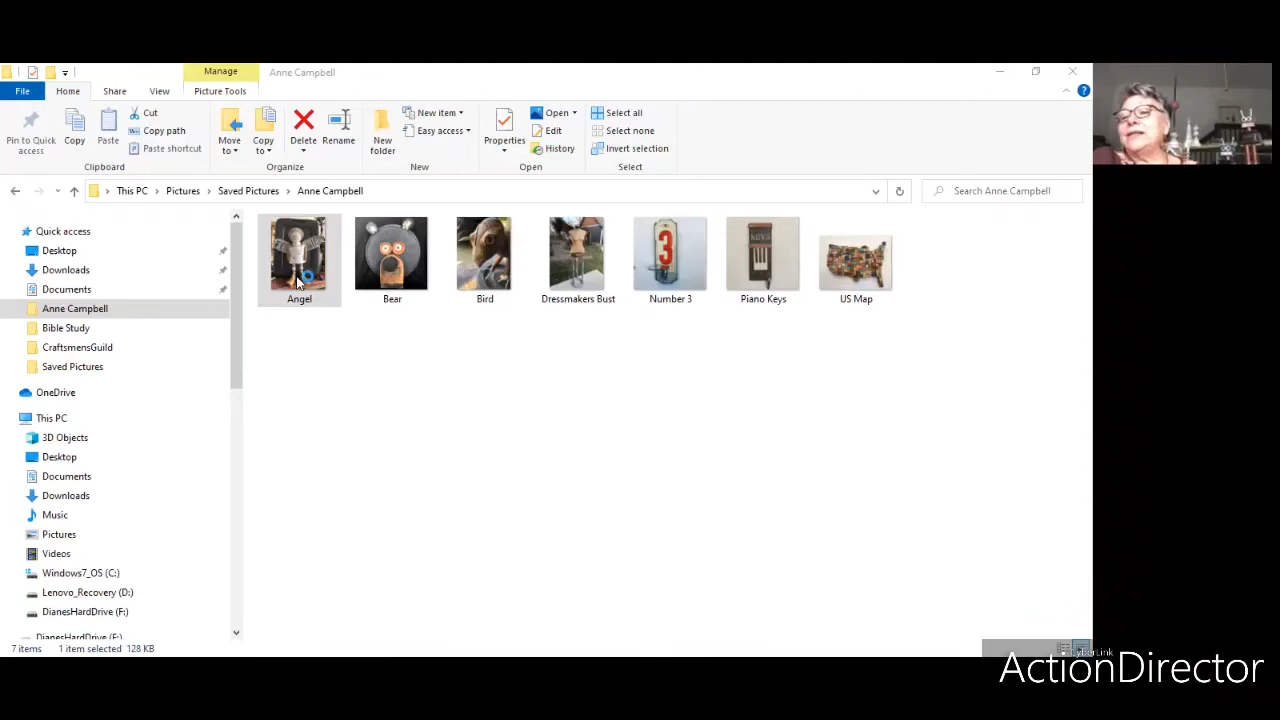 Manage
Anne Campbell
File
Home
Share
View
Picture Tools
Pin to Quick access
Copy
Paste
Cut
Copy path
Paste shortcut
Clipboard
Move to
Copy to
Delete
Rename
Organize
New folder
New item
Easy access
New
Properties
Open
Edit
History
Open
Select all
Select none
Invert selection
Select
This PC
Pictures
Saved Pictures
Anne Campbell
Search Anne Campbell
Quick access
Desktop
Downloads
Documents
Anne Campbell
Bible Study
CraftsmensGuild
Saved Pictures
OneDrive
This PC
3D Objects
Desktop
Documents
Downloads
Music
Pictures
Videos
Windows7_OS (C:)
Lenovo_Recovery (D:)
DianesHardDrive (F:)
DianesHardDrive (F:)
Angel
Bear
Bird
Dressmakers Bust
3
Number 3
KEYS
Piano Keys
US Map
7 items
1 item selected 128 KB
CyberLink
ActionDirector